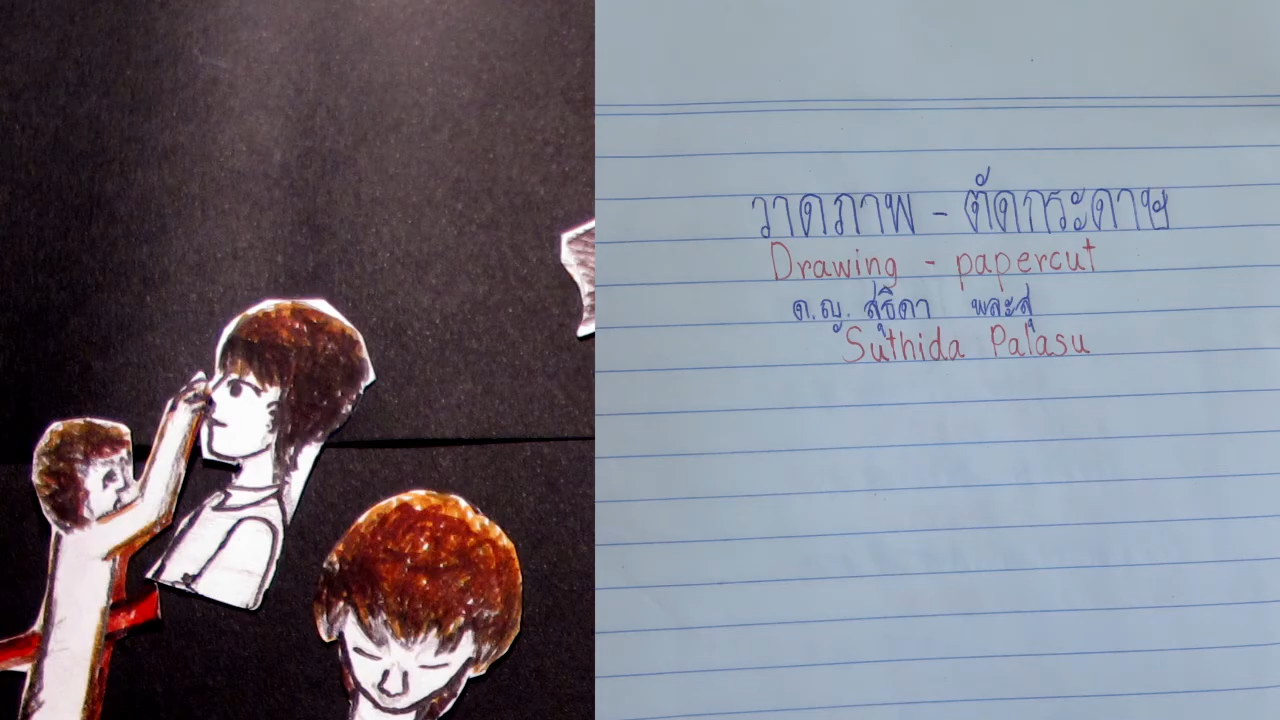 วาดภาพ - ตัดกระดาษ
Drawing - papercut
ด.ญ. สุธิดา พละสุ
Suthida Palasu